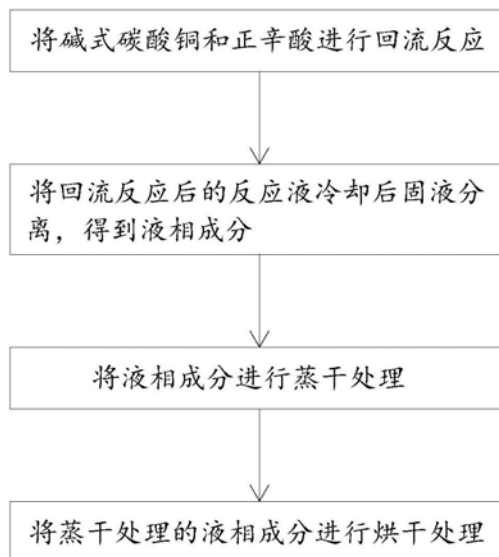 将碱式碳酸铜和正辛酸进行回流反应
将回流反应后的反应液冷却后固液分
离，得到液相成分
将液相成分进行蒸干处理
将蒸干处理的液相成分进行烘干处理